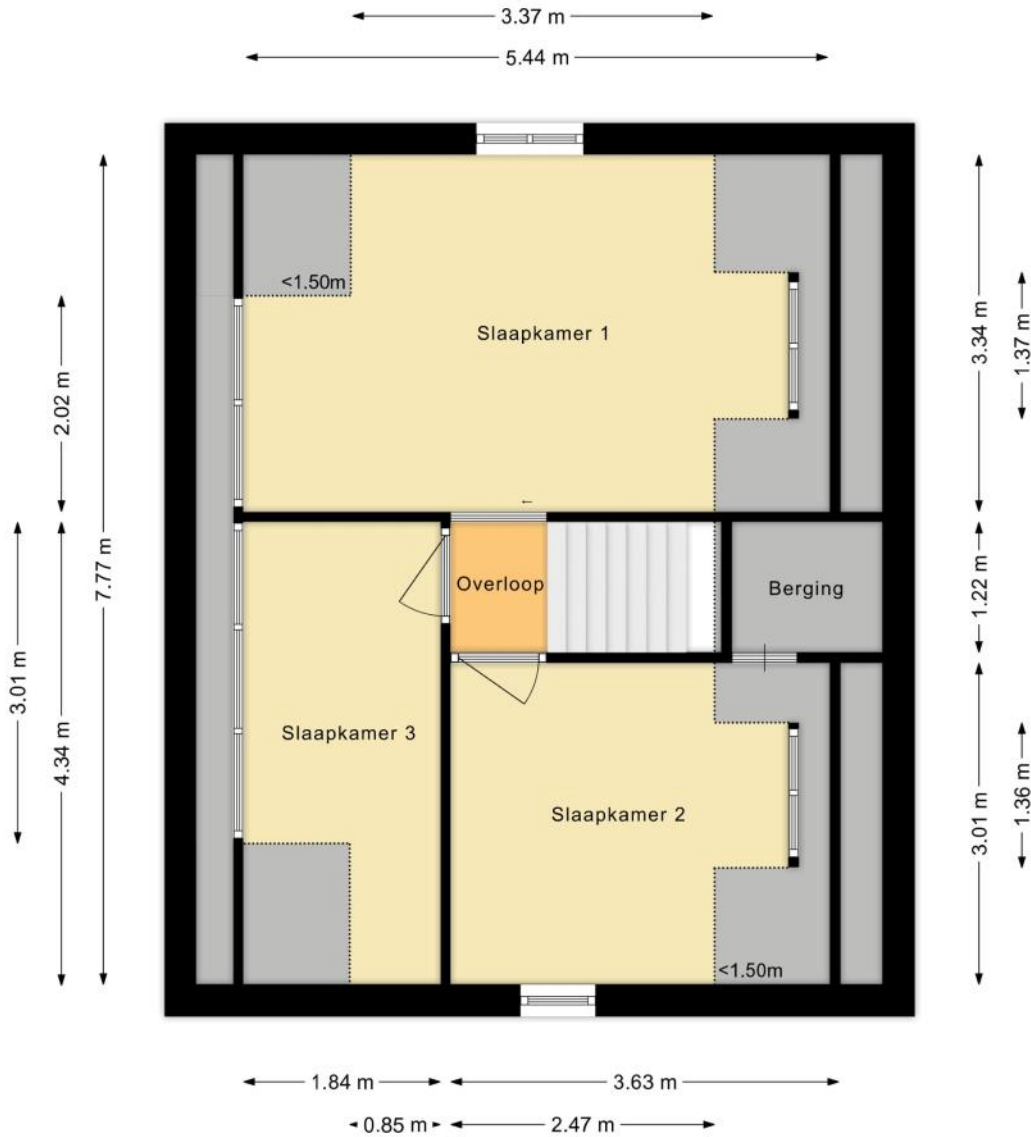 3.37 m
5.44 m
<1.50m
Slaapkamer 1
2.02 m
3.34 m
1.37 m
←
7.77 m
Overloop
Berging
1.22 m
3.01 m
4.34 m
Slaapkamer 3
Slaapkamer 2
3.01 m
1.36 m
<1.50m
1.84 m
3.63 m
0.85 m
2.47 m